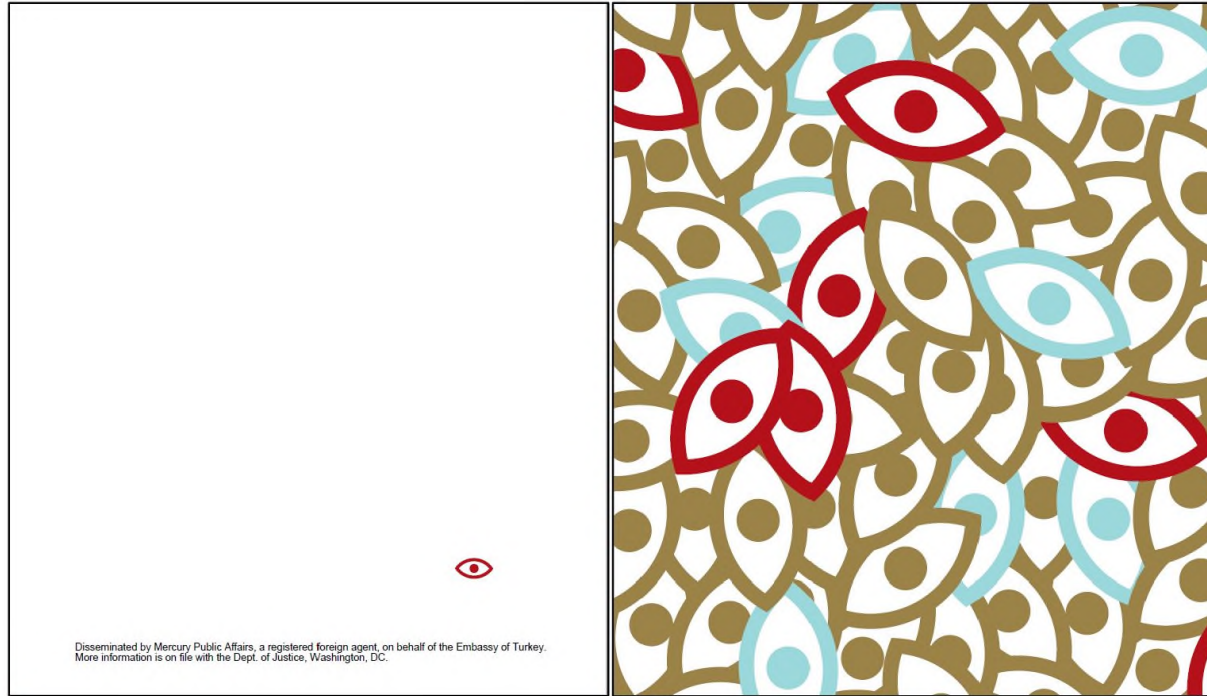 Disseminated by Mercury Public Affairs, a registered foreign agent, on behalf of the Embassy of Turkey.
More information is on file with the Dept. of Justice, Washington, DC.